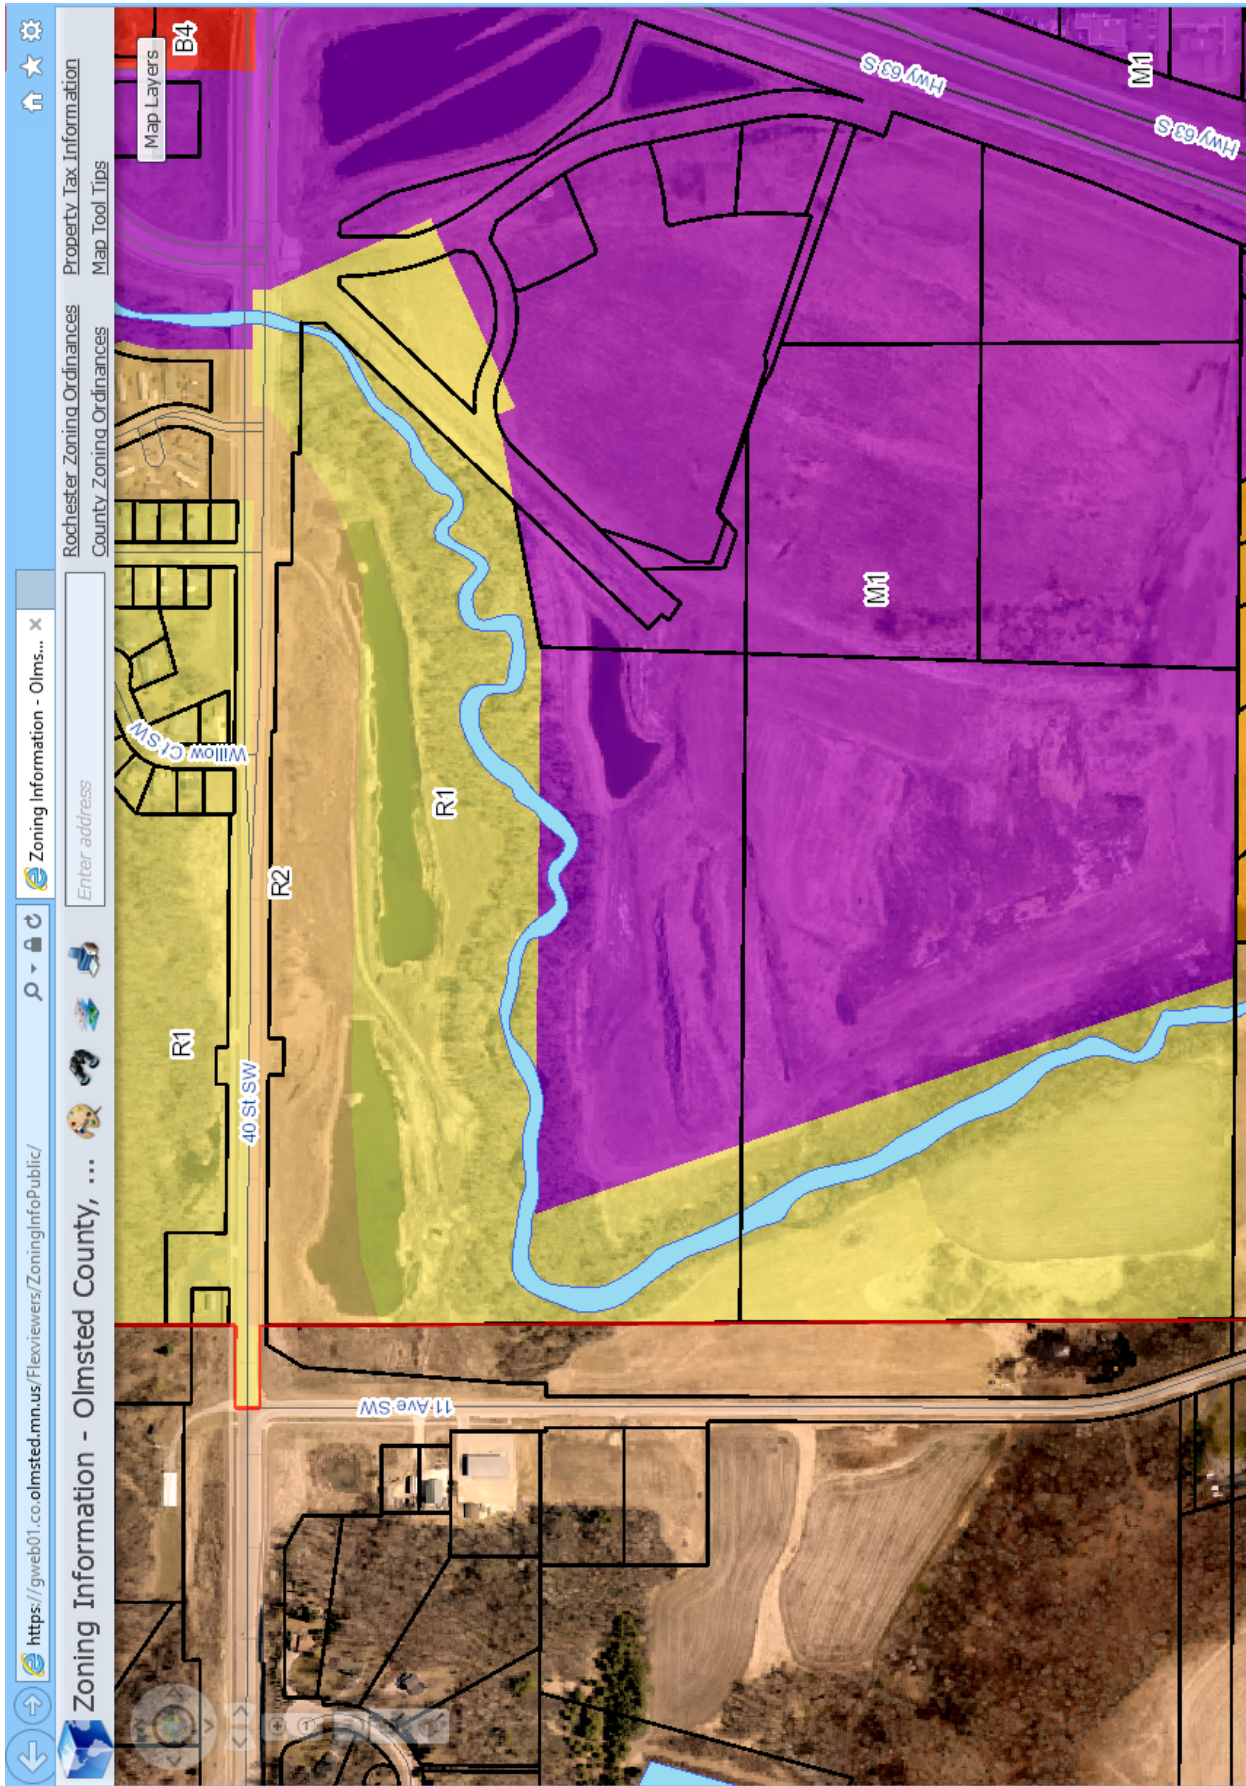 Zoning Information - Olms... ×
https://gweb01.co.olmsted.mn.us/Flexviewers/ZoningInfoPublic/
Zoning Information - Olmsted County, ...
Enter address
Rochester Zoning Ordinances
Property Tax Information
County Zoning Ordinances
Map Tool Tips
Map Layers
B4
R1
Willow Ct SW
40 St SW
R2
11 Ave SW
R1
Hwy 63 S
M1
M1
Hwy 63 S